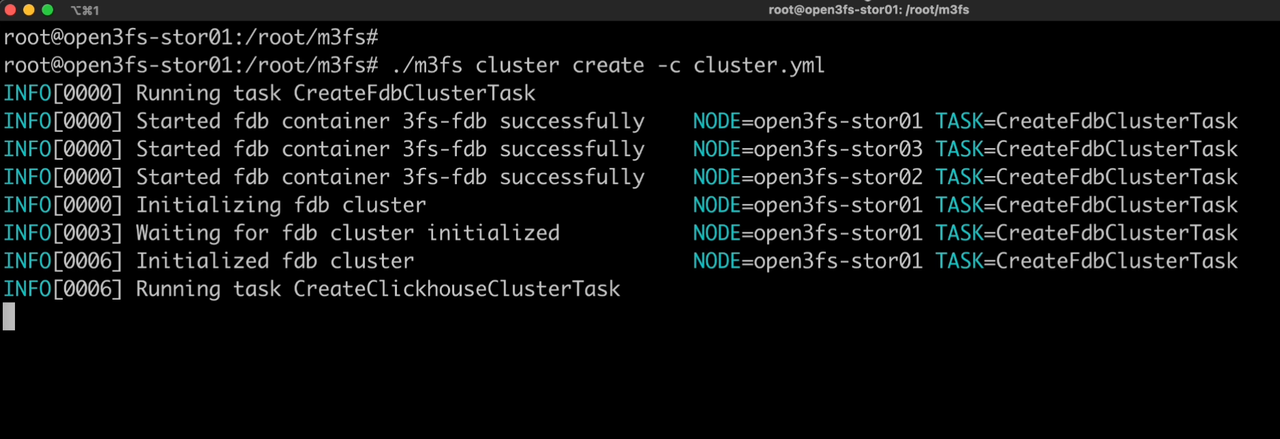 ⌥⌘1
root@open3fs-stor01: /root/m3fs
root@open3fs-stor01:/root/m3fs#
root@open3fs-stor01:/root/m3fs# ./m3fs cluster create -c cluster.yml
INFO[0000] Running task CreateFdbClusterTask
INFO[0000] Started fdb container 3fs-fdb successfully    NODE=open3fs-stor01 TASK=CreateFdbClusterTask
INFO[0000] Started fdb container 3fs-fdb successfully    NODE=open3fs-stor03 TASK=CreateFdbClusterTask
INFO[0000] Started fdb container 3fs-fdb successfully    NODE=open3fs-stor02 TASK=CreateFdbClusterTask
INFO[0000] Initializing fdb cluster                      NODE=open3fs-stor01 TASK=CreateFdbClusterTask
INFO[0003] Waiting for fdb cluster initialized           NODE=open3fs-stor01 TASK=CreateFdbClusterTask
INFO[0006] Initialized fdb cluster                       NODE=open3fs-stor01 TASK=CreateFdbClusterTask
INFO[0006] Running task CreateClickhouseClusterTask